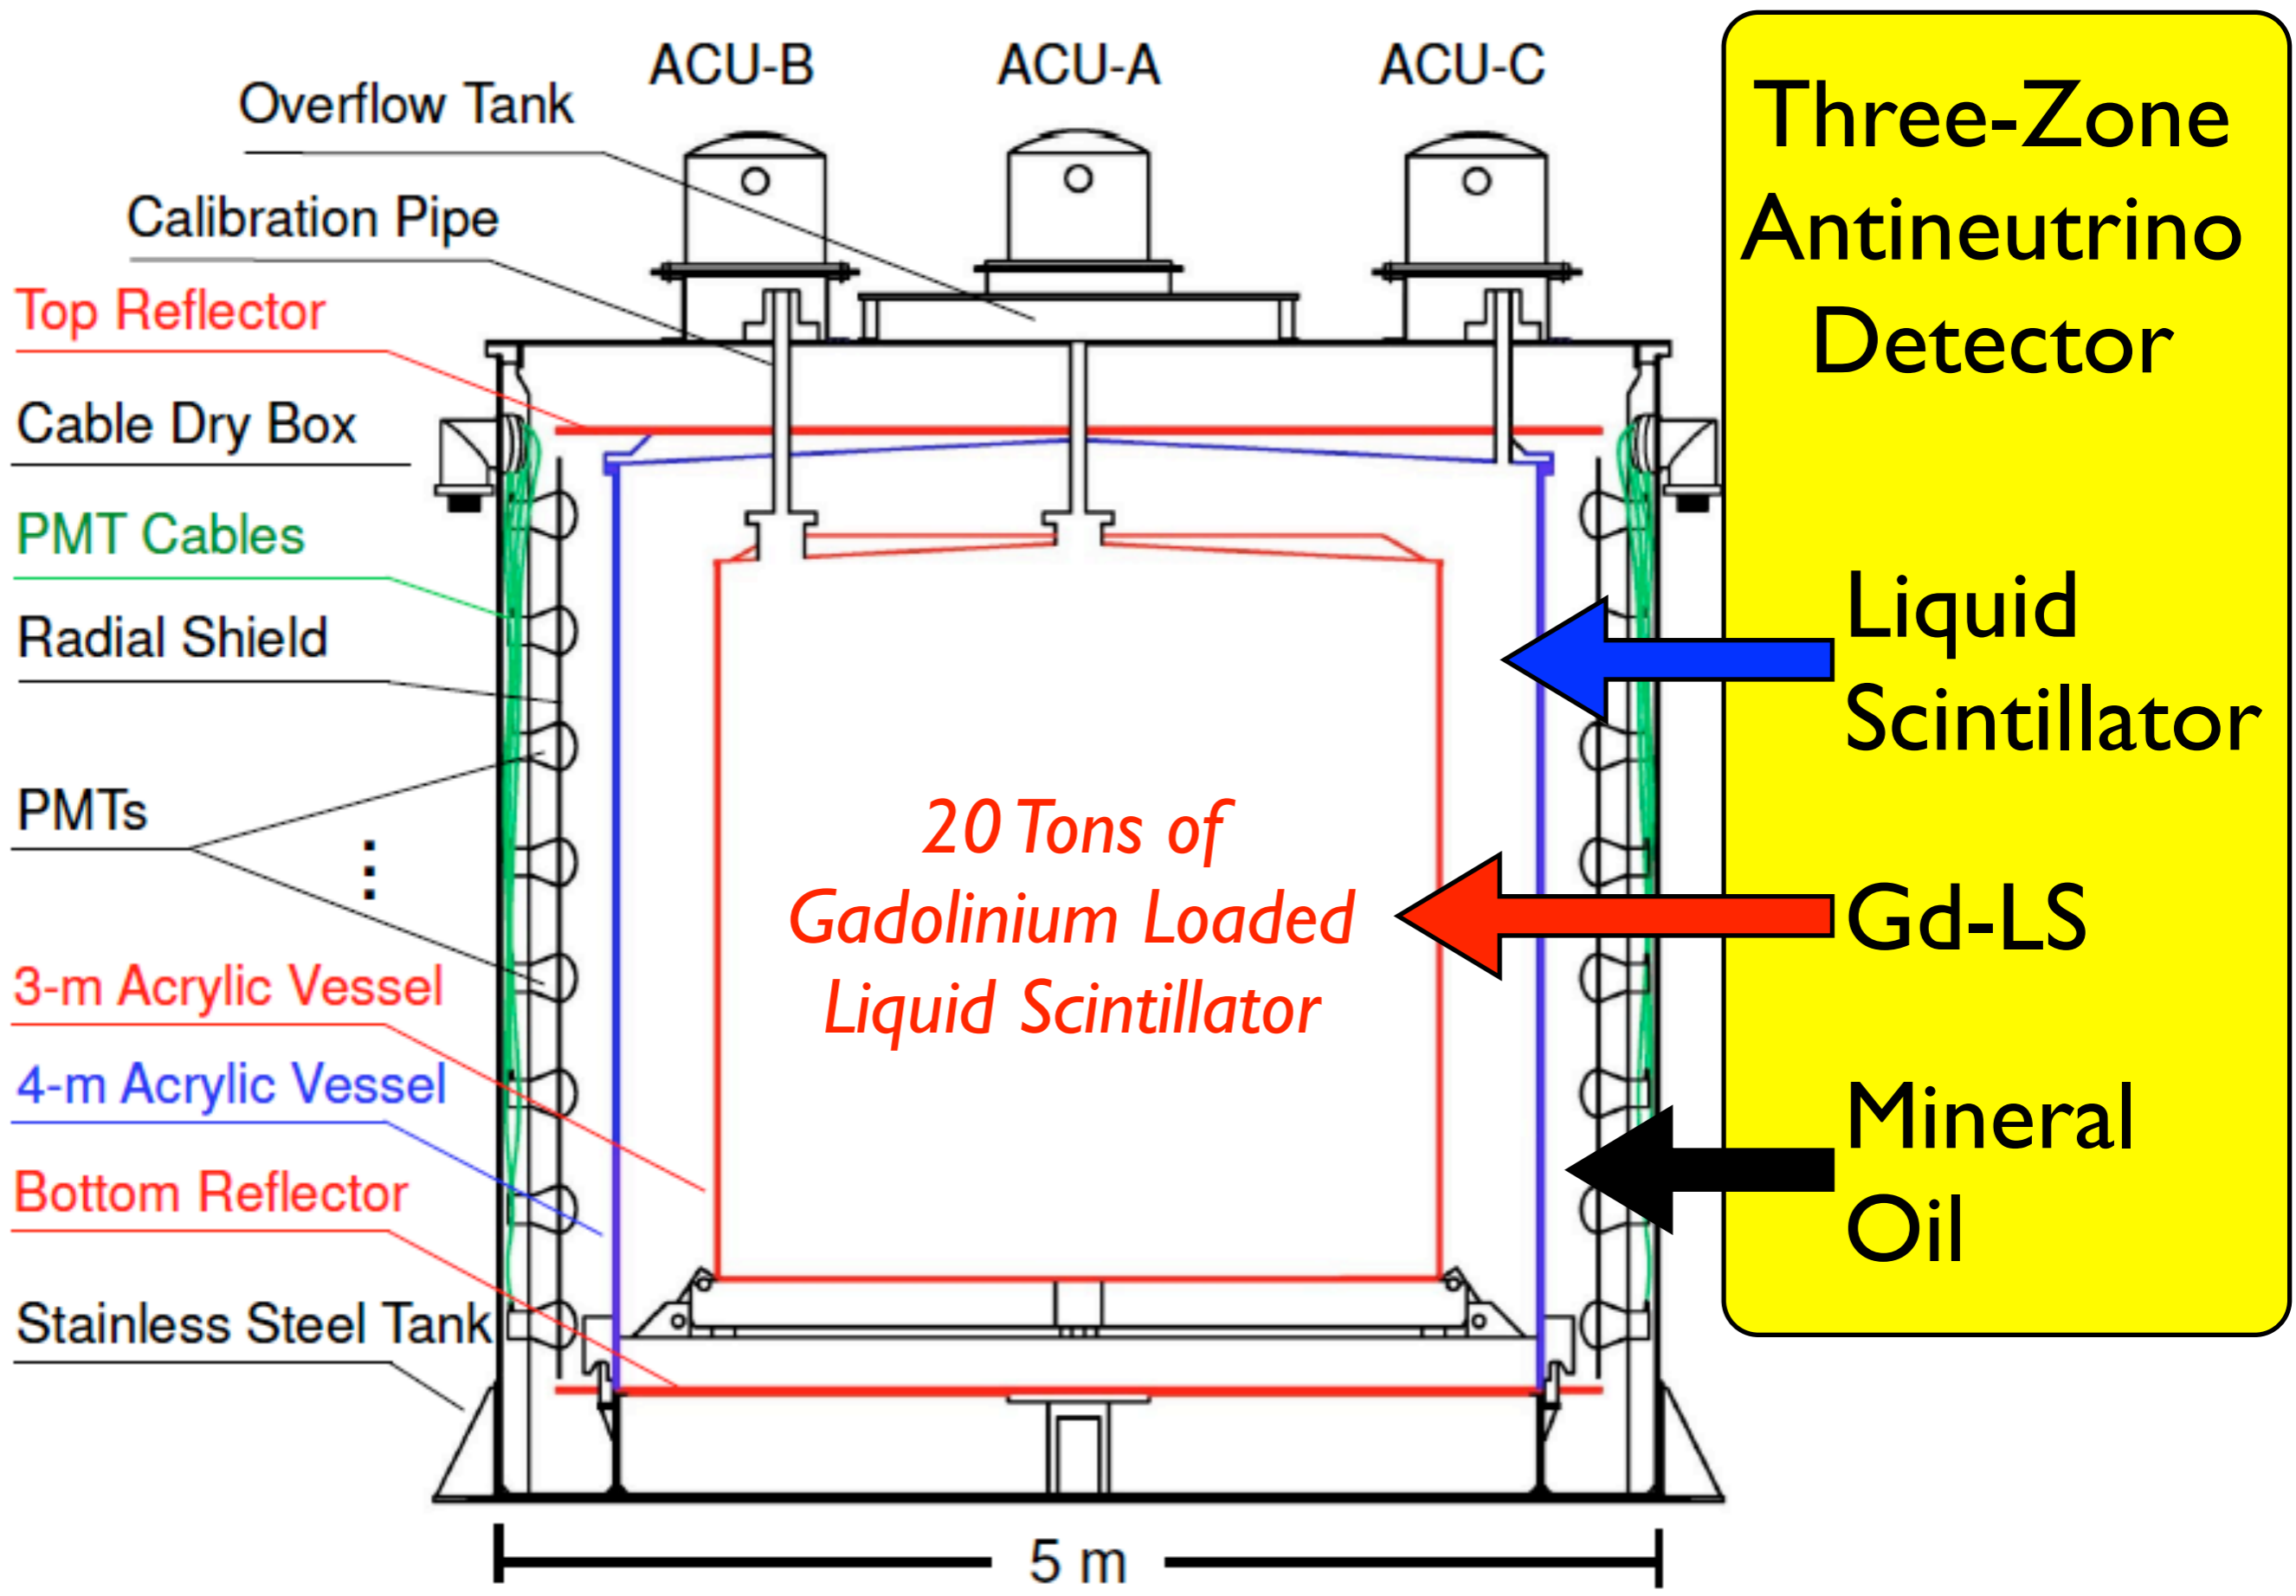 ACU-B
ACU-A
ACU-C
Overflow Tank
Calibration Pipe
Top Reflector
Cable Dry Box
PMT Cables
Radial Shield
PMTs
3-m Acrylic Vessel
4-m Acrylic Vessel
Bottom Reflector
Stainless Steel Tank
20 Tons of
Gadolinium Loaded
Liquid Scintillator
5 m
Three-Zone
Antineutrino
Detector
Liquid
Scintillator
Gd-LS
Mineral
Oil